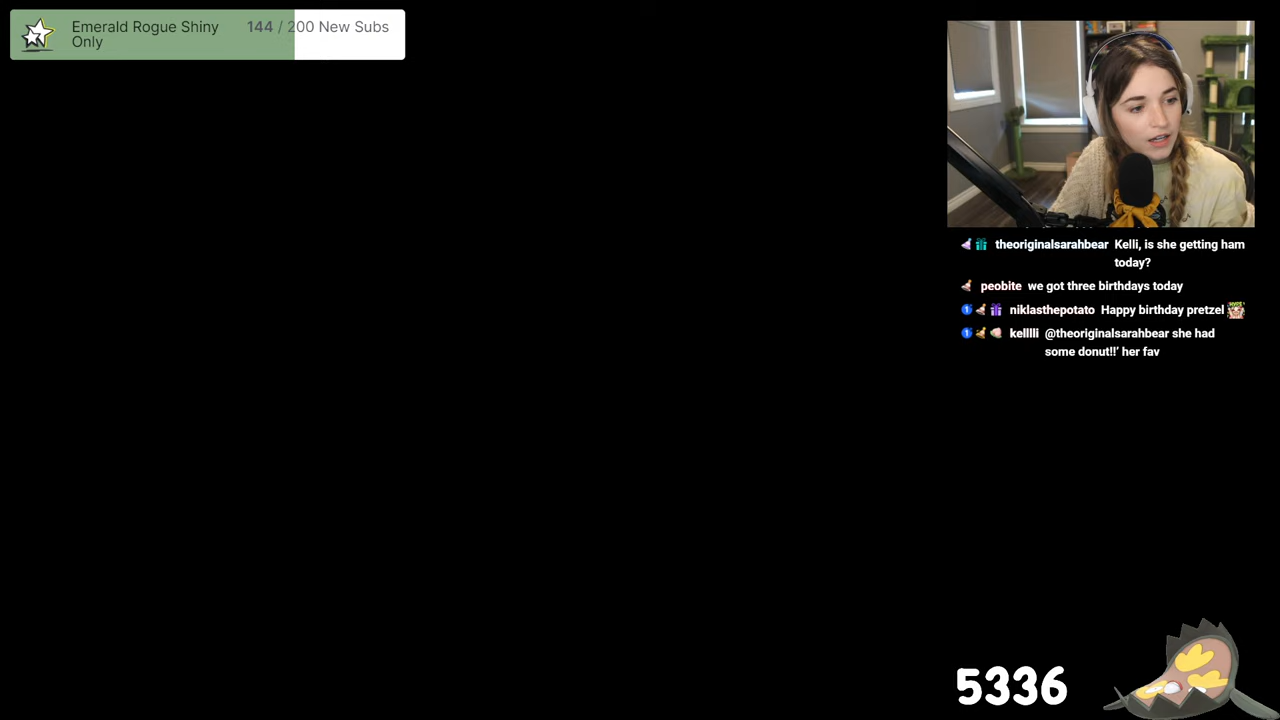 Emerald Rogue Shiny Only
144 / 200 New Subs
theoriginalsarahbear Kelli, is she getting ham
today?
peobite we got three birthdays today
niklasthepotato Happy birthday pretzel
kelllli @theoriginalsarahbear she had
some donut!!’ her fav
5336